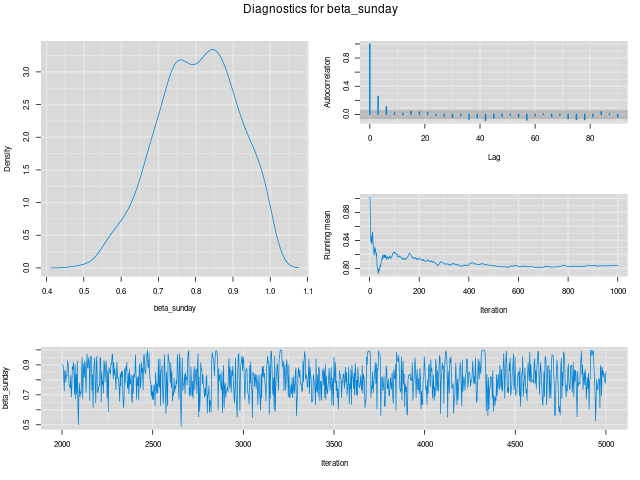 Diagnostics for beta_sunday
Density
0.0 0.5 1.0 1.5 2.0 2.5 3.0
0.4 0.5 0.6 0.7 0.8 0.9 1.0 1.1
beta_sunday
Autocorrelation
0.0 0.4 0.8
0 20 40 60 80
Lag
Running mean
0.80 0.84 0.88
0 200 400 600 800 1000
Iteration
beta_sunday
0.5 0.7 0.9
2000 2500 3000 3500 4000 4500 5000
Iteration